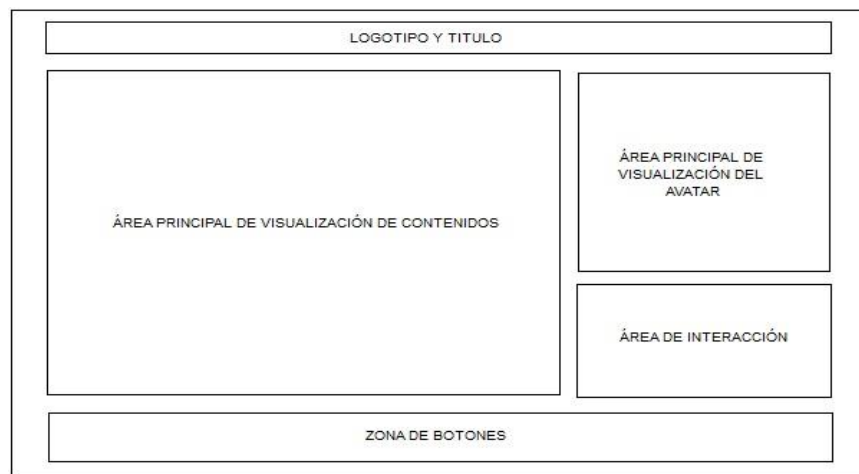 LOGOTIPO Y TITULO
ÁREA PRINCIPAL DE VISUALIZACIÓN DE CONTENIDOS
ÁREA PRINCIPAL DE
VISUALIZACIÓN DEL
AVATAR
ÁREA DE INTERACCIÓN
ZONA DE BOTONES